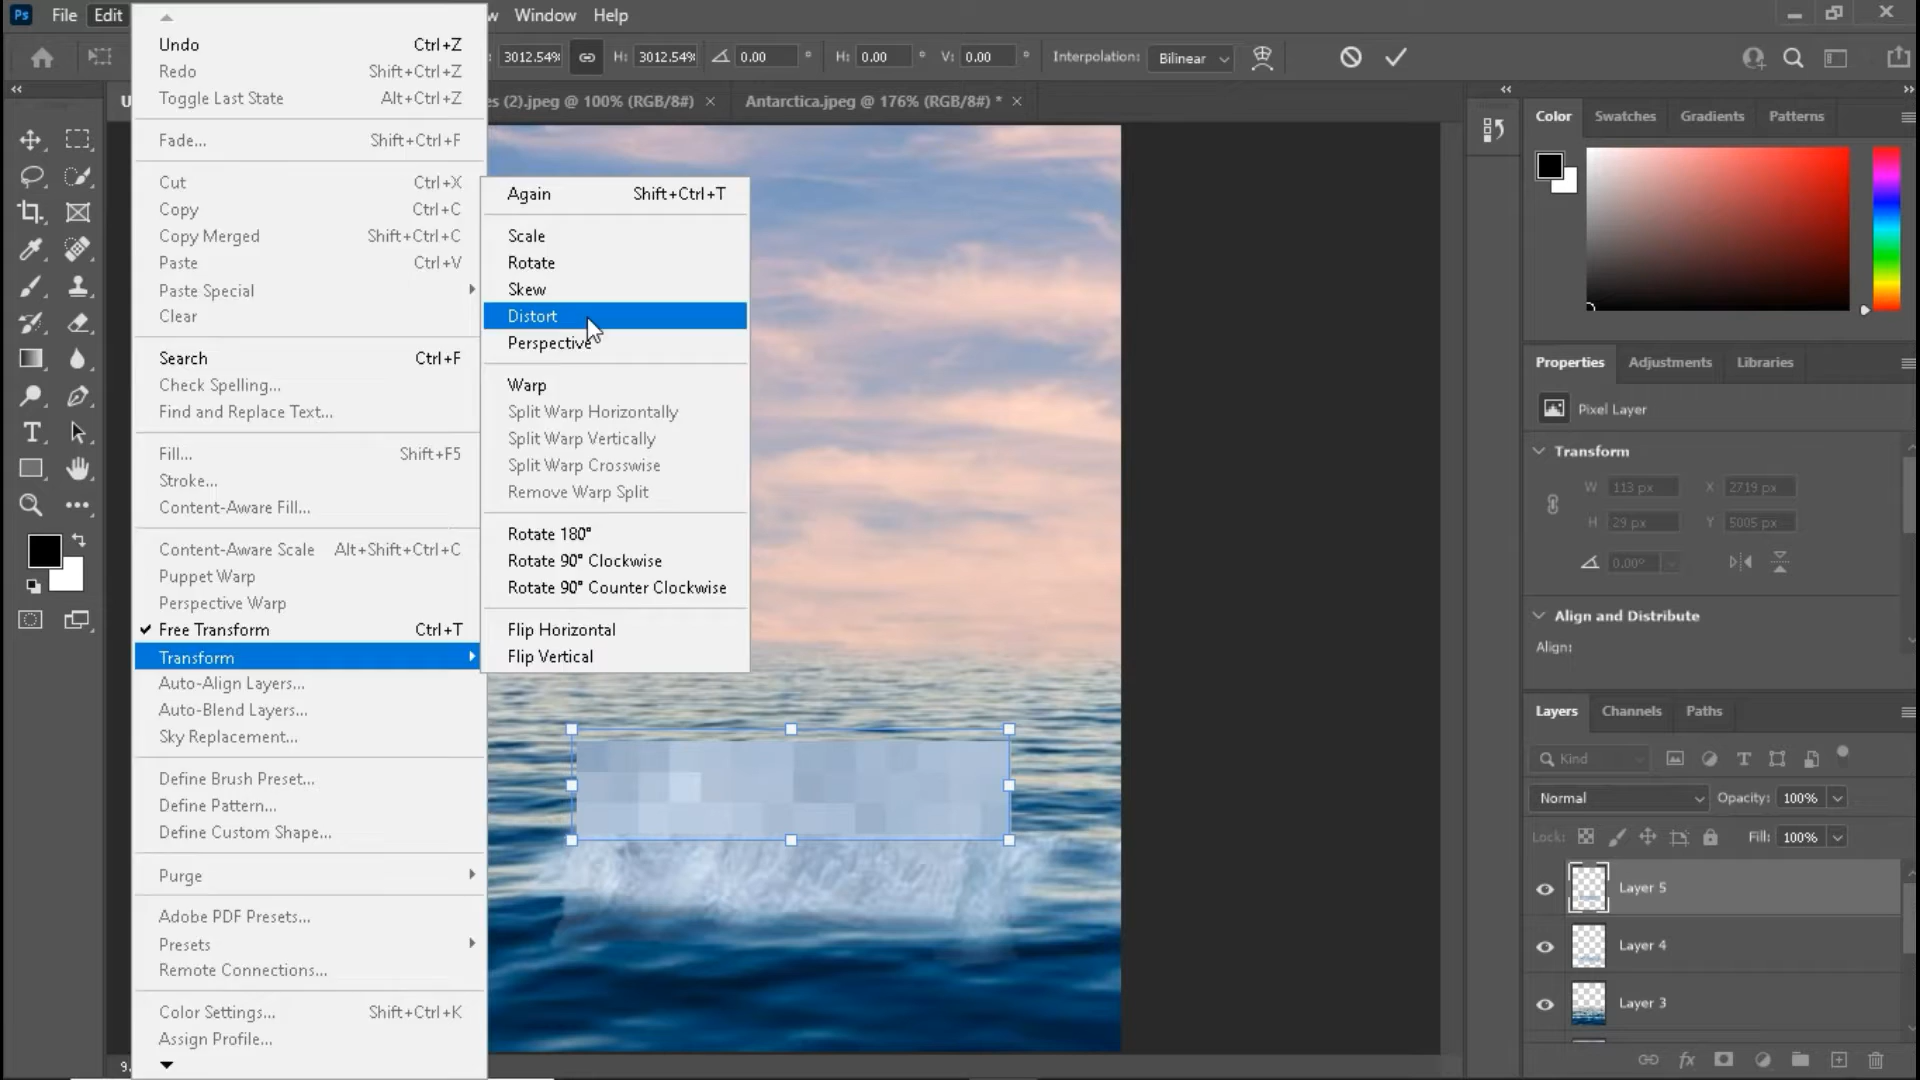 Ps File Edit Window Help
3012.54% H: 3012.54% 0.00 ° H: 0.00 ° V: 0.00 ° Interpolation: Bilinear
U s (2).jpeg @ 100% (RGB/8#) × Antarctica.jpeg @ 176% (RGB/8#) * ×
Undo Ctrl+Z
Redo Shift+Ctrl+Z
Toggle Last State Alt+Ctrl+Z
Fade... Shift+Ctrl+F
Cut Ctrl+X
Copy Ctrl+C
Copy Merged Shift+Ctrl+C
Paste Ctrl+V
Paste Special
Clear
Search Ctrl+F
Check Spelling...
Find and Replace Text...
Fill... Shift+F5
Stroke...
Content-Aware Fill...
Content-Aware Scale Alt+Shift+Ctrl+C
Puppet Warp
Perspective Warp
Free Transform Ctrl+T
Transform
Auto-Align Layers...
Auto-Blend Layers...
Sky Replacement...
Define Brush Preset...
Define Pattern...
Define Custom Shape...
Purge
Adobe PDF Presets...
Presets
Remote Connections...
Color Settings... Shift+Ctrl+K
Assign Profile...
9.
Again Shift+Ctrl+T
Scale
Rotate
Skew
Distort
Perspective
Warp
Split Warp Horizontally
Split Warp Vertically
Split Warp Crosswise
Remove Warp Split
Rotate 180°
Rotate 90° Clockwise
Rotate 90° Counter Clockwise
Flip Horizontal
Flip Vertical
Color Swatches Gradients Patterns
Properties Adjustments Libraries
Pixel Layer
Transform
W 113 px X 2719 px
H 29 px Y 5005 px
0.00°
Align and Distribute
Align:
Layers Channels Paths
Kind
Normal Opacity: 100%
Lock: Fill: 100%
Layer 5
Layer 4
Layer 3
fx